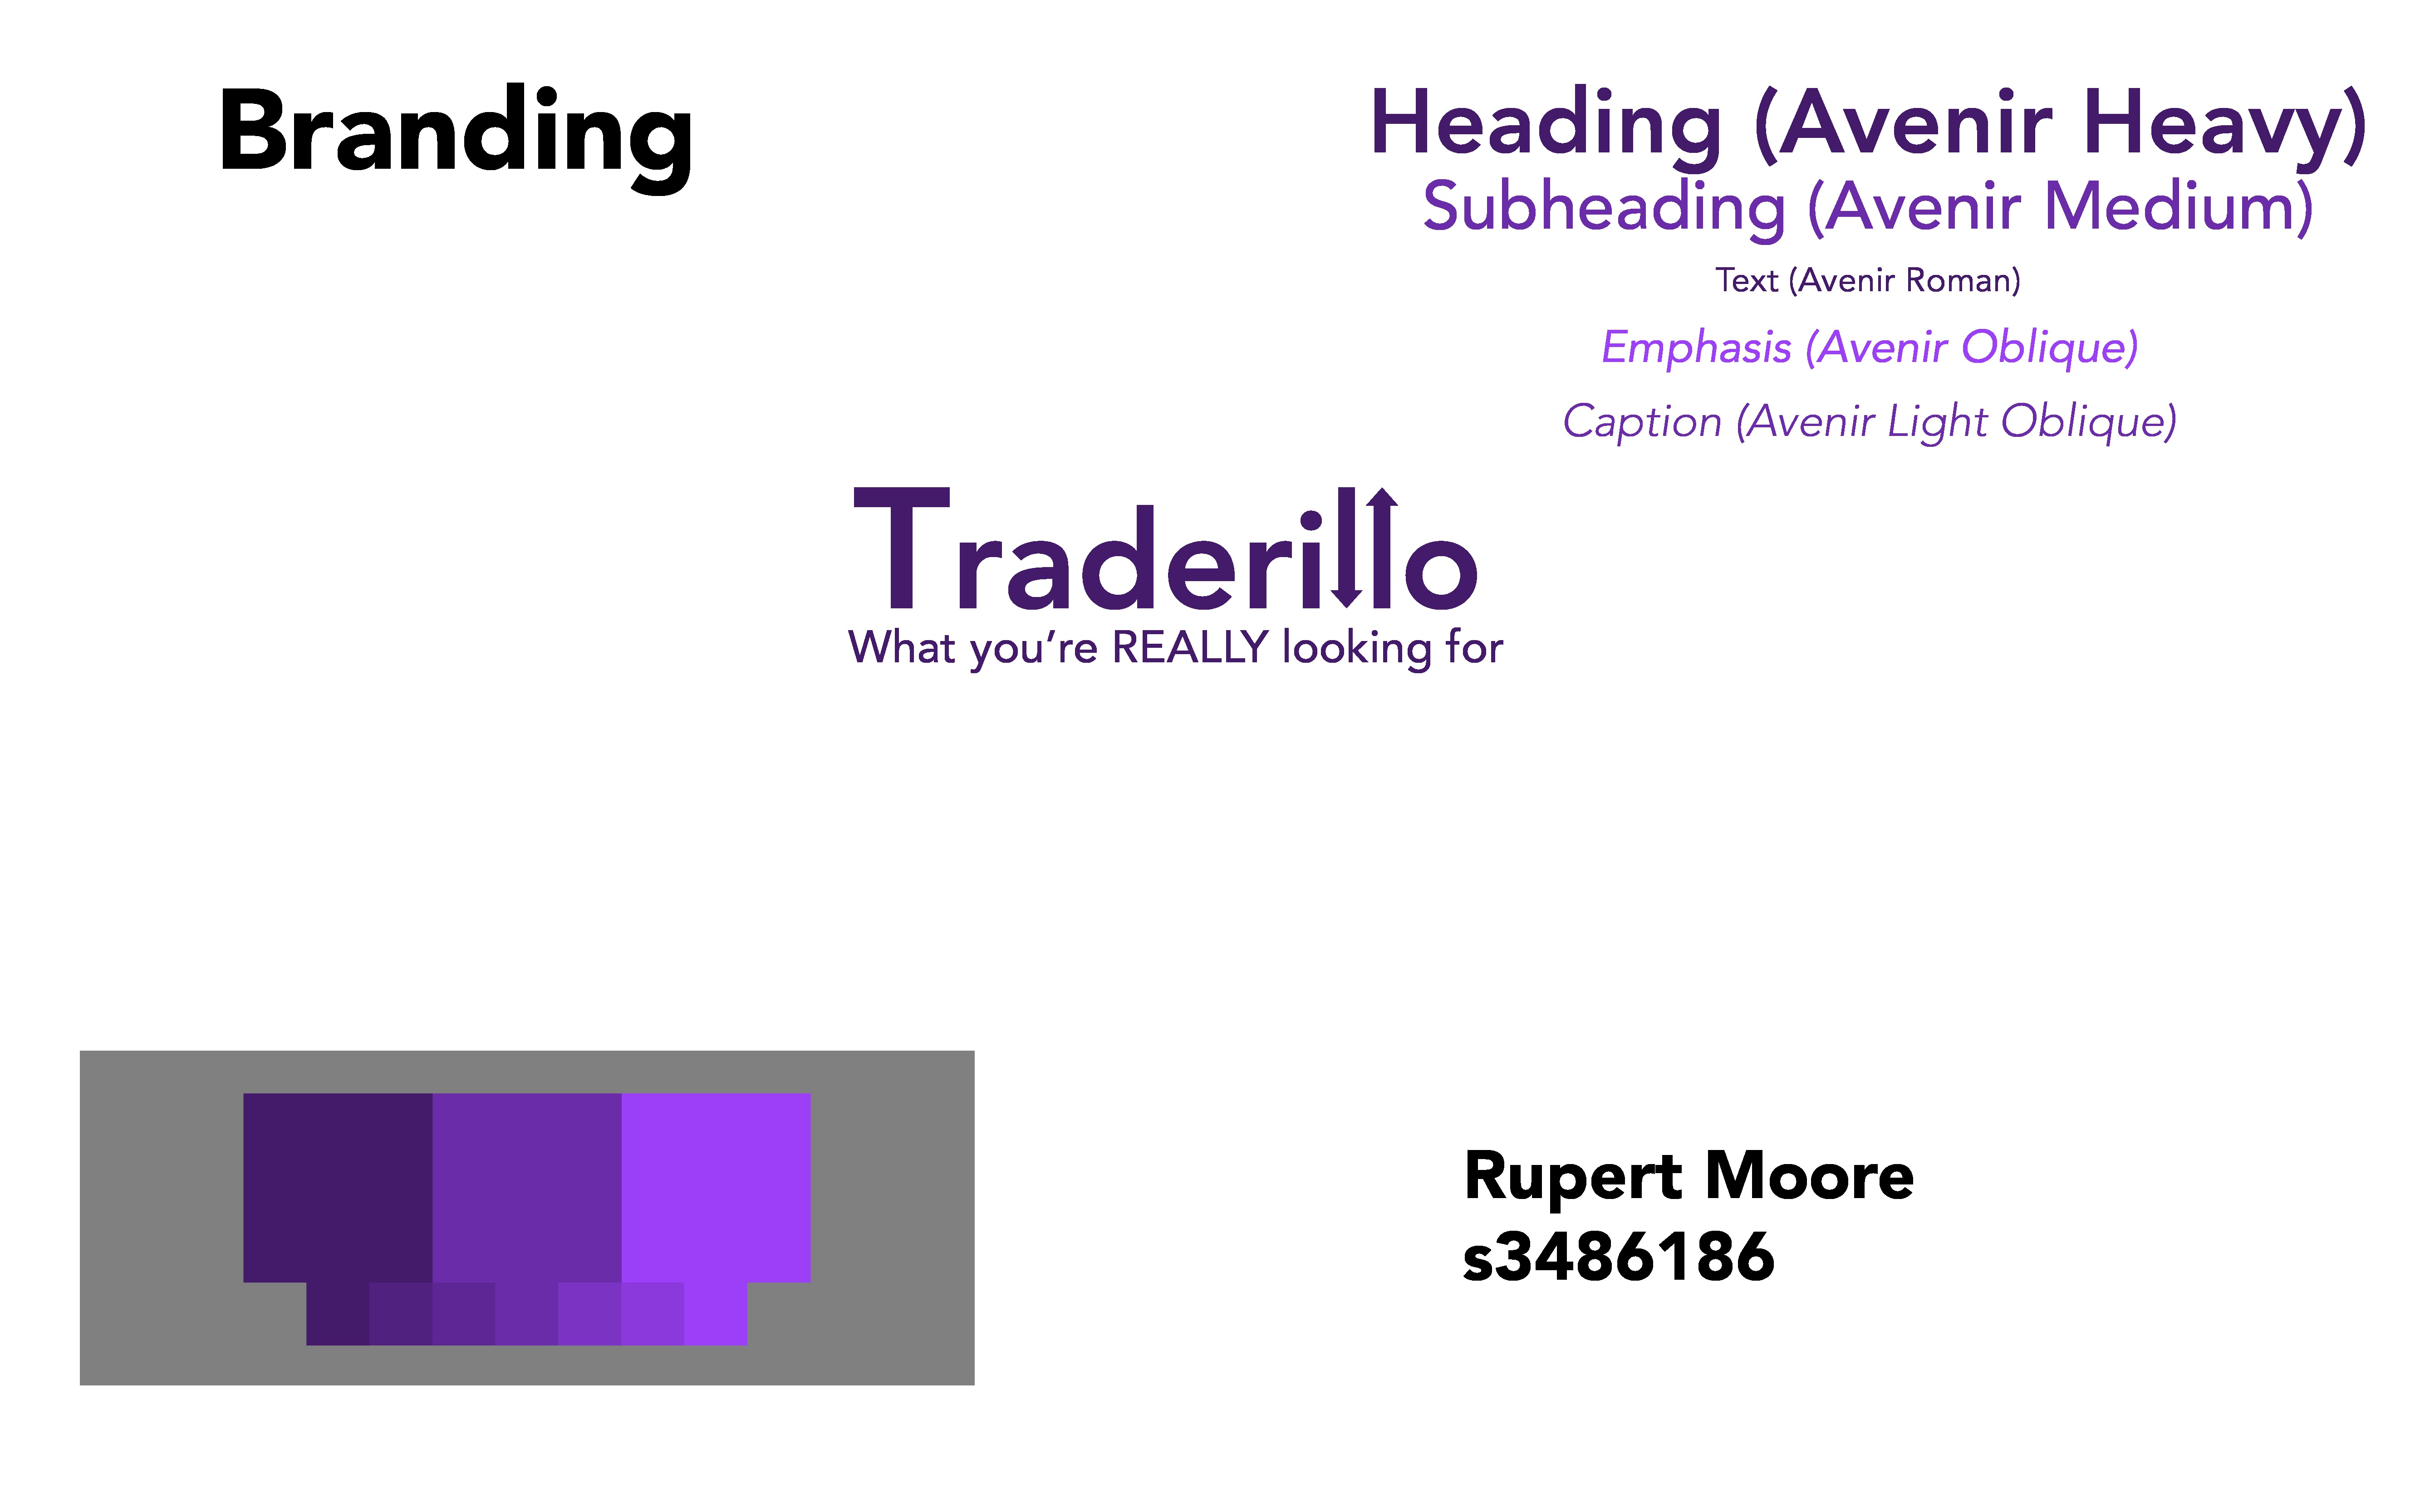 Branding
Heading (Avenir Heavy)
Subheading (Avenir Medium)
Text (Avenir Roman)
Emphasis (Avenir Oblique)
Caption (Avenir Light Oblique)
Traderillo
What you're REALLY looking for
Rupert Moore
s3486186